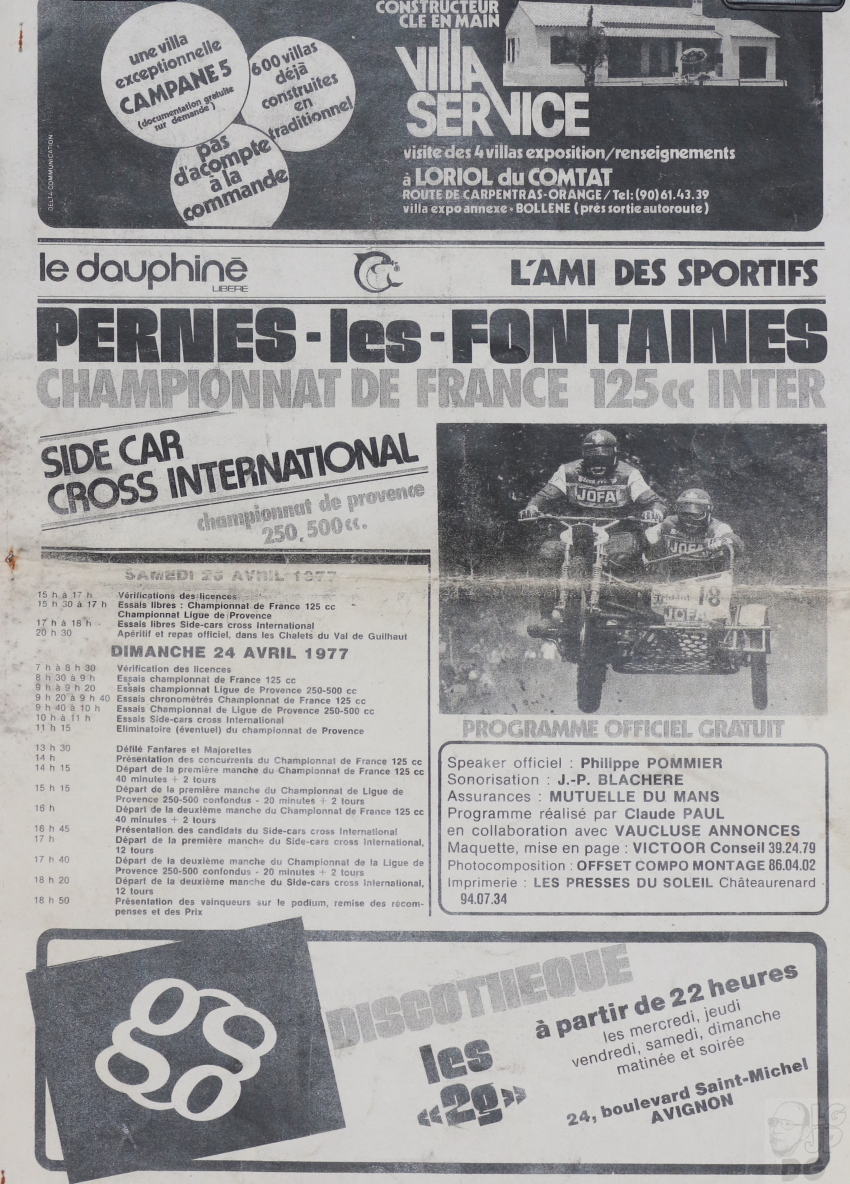 CONSTRUCTEUR
CLE EN MAIN
VILLA
SERVICE
une villa
exceptionnelle
CAMPANE 5
(documentation gratuite
sur demande)
600 villas
déjà
construites
en
traditionnel
pas
d'acompte
à la
commande
DELTA COMMUNICATION
visite des 4 villas exposition/renseignements
à LORIOL du COMTAT
ROUTE DE CARPENTRAS-ORANGE / Tel: (90) 61.43.39
villa expo annexe - BOLLENE (près sortie autoroute)
le dauphiné
LIBERE
L'AMI DES SPORTIFS
PERNES - les - FONTAINES
CHAMPIONNAT DE FRANCE 125cc INTER
SIDE CAR
CROSS INTERNATIONAL
championnat de provence
250, 500cc.
SAMEDI 23 AVRIL 1977
15 h à 17 h Vérifications des licences
15 h 30 à 17 h Essais libres : Championnat de France 125 cc
Championnat Ligue de Provence
17 h à 18 h - Essais libres Side-cars cross International
20 h 30 Apéritif et repas officiel, dans les Chalets du Val de Guilhaut
DIMANCHE 24 AVRIL 1977
7 h à 8 h 30 Vérification des licences
8 h 30 à 9 h Essais championnat de France 125 cc
9 h à 9 h 20 Essais championnat Ligue de Provence 250-500 cc
9 h 20 à 9 h 40 Essais chronométrés Championnat de France 125 cc
9 h 40 à 10 h Essais Championnat de Ligue de Provence 250-500 cc
10 h à 11 h Essais Side-cars cross International
11 h 15 Eliminatoire (éventuel) du championnat de Provence
13 h 30 Défilé Fanfares et Majorettes
14 h Présentation des concurrents du Championnat de France 125 cc
14 h 15 Départ de la première manche du Championnat de France 125 cc
40 minutes + 2 tours
15 h 15 Départ de la première manche du Championnat de Ligue de
Provence 250-500 confondus - 20 minutes + 2 tours
16 h Départ de la deuxième manche du Championnat de France 125 cc
40 minutes + 2 tours
16 h 45 Présentation des candidats du Side-cars cross International
17 h Départ de la première manche du Side-cars cross International,
12 tours
17 h 40 Départ de la deuxième manche du Championnat de la Ligue de
Provence 250-500 confondus - 20 minutes + 2 tours
18 h 20 Départ de la deuxième manche du Side-cars cross International,
12 tours
18 h 50 Présentation des vainqueurs sur le podium, remise des récom-
penses et des Prix
JOFA
JOFA
18
JOFA
PROGRAMME OFFICIEL GRATUIT
Speaker officiel : Philippe POMMIER
Sonorisation : J.-P. BLACHERE
Assurances : MUTUELLE DU MANS
Programme réalisé par Claude PAUL
en collaboration avec VAUCLUSE ANNONCES
Maquette, mise en page : VICTOOR Conseil 39.24.79
Photocomposition : OFFSET COMPO MONTAGE 86.04.02
Imprimerie : LES PRESSES DU SOLEIL Châteaurenard
94.07.34
DISCOTHEQUE
les
«2g»
à partir de 22 heures
les mercredi, jeudi
vendredi, samedi, dimanche
matinée et soirée
24, boulevard Saint-Michel
AVIGNON